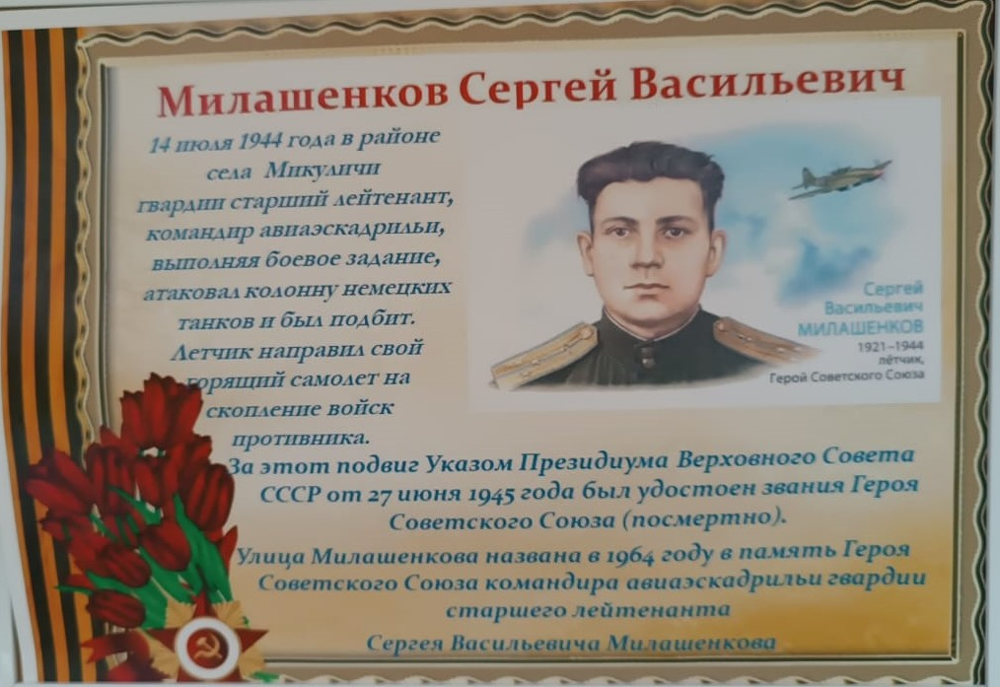 Милашенков Сергей Васильевич
14 июля 1944 года в районе
села Микуличи
гвардии старший лейтенант,
командир авиаэскадрильи,
выполняя боевое задание,
атаковал колонну немецких
танков и был подбит.
Летчик направил свой
горящий самолет на
скопление войск
противника.
Сергей
Васильевич
МИЛАШЕНКОВ
1921–1944
лётчик,
Герой Советского Союза
За этот подвиг Указом Президиума Верховного Совета
СССР от 27 июня 1945 года был удостоен звания Героя
Советского Союза (посмертно).
Улица Милашенкова названа в 1964 году в память Героя
Советского Союза командира авиаэскадрильи гвардии
старшего лейтенанта
Сергея Васильевича Милашенкова